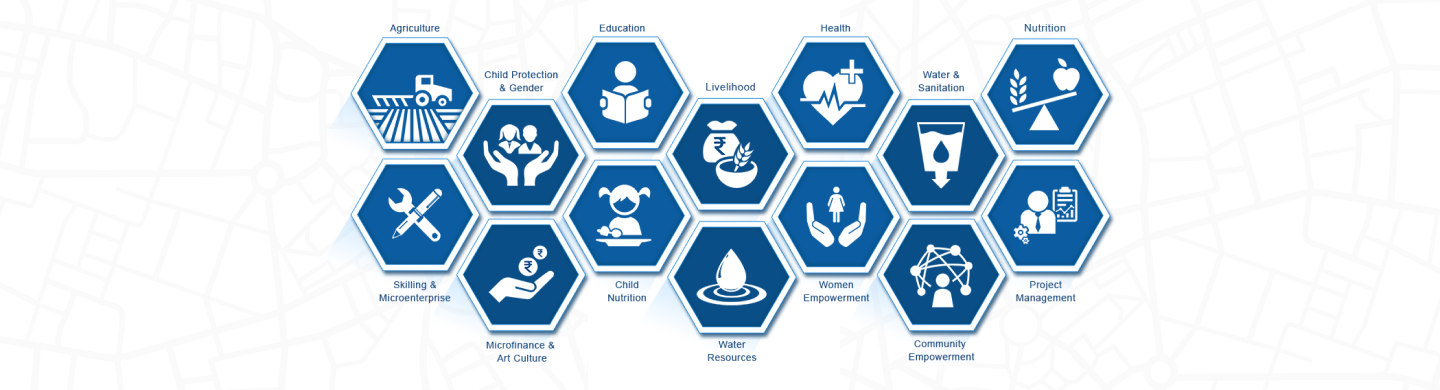 Agriculture
Education
Health
Nutrition
Child Protection
& Gender
Livelihood
Water &
Sanitation
₹
₹
₹
Skilling &
Microenterprise
Child
Nutrition
Women
Empowerment
Project
Management
Microfinance &
Art Culture
Water
Resources
Community
Empowerment